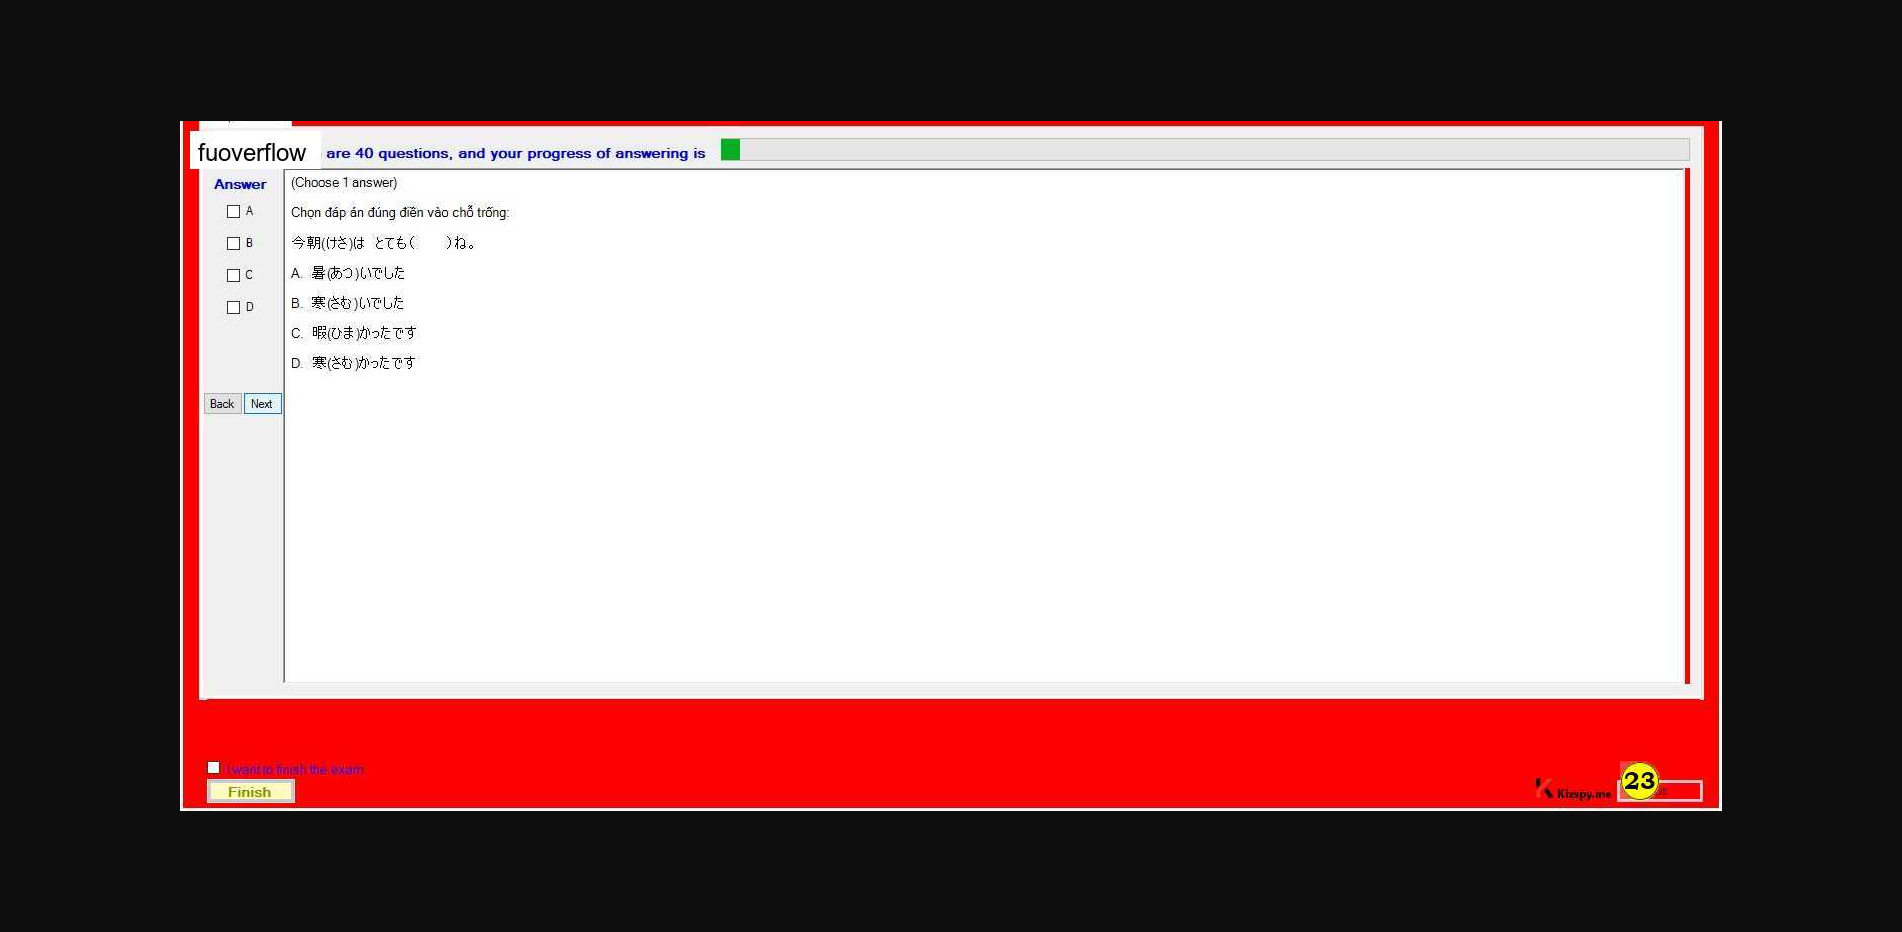 fuoverflow are 40 questions, and your progress of answering is
Answer
(Choose 1 answer)
A
Chọn đáp án đúng điền vào chỗ trống:
B
今朝(けさ)は とても( )ね。
C
A. 暑(あつ)いでした
D
B. 寒(さむ)いでした
C. 暇(ひま)かったです
D. 寒(さむ)かったです
Back Next
I want to finish the exam
Finish
Kizspy.me
23